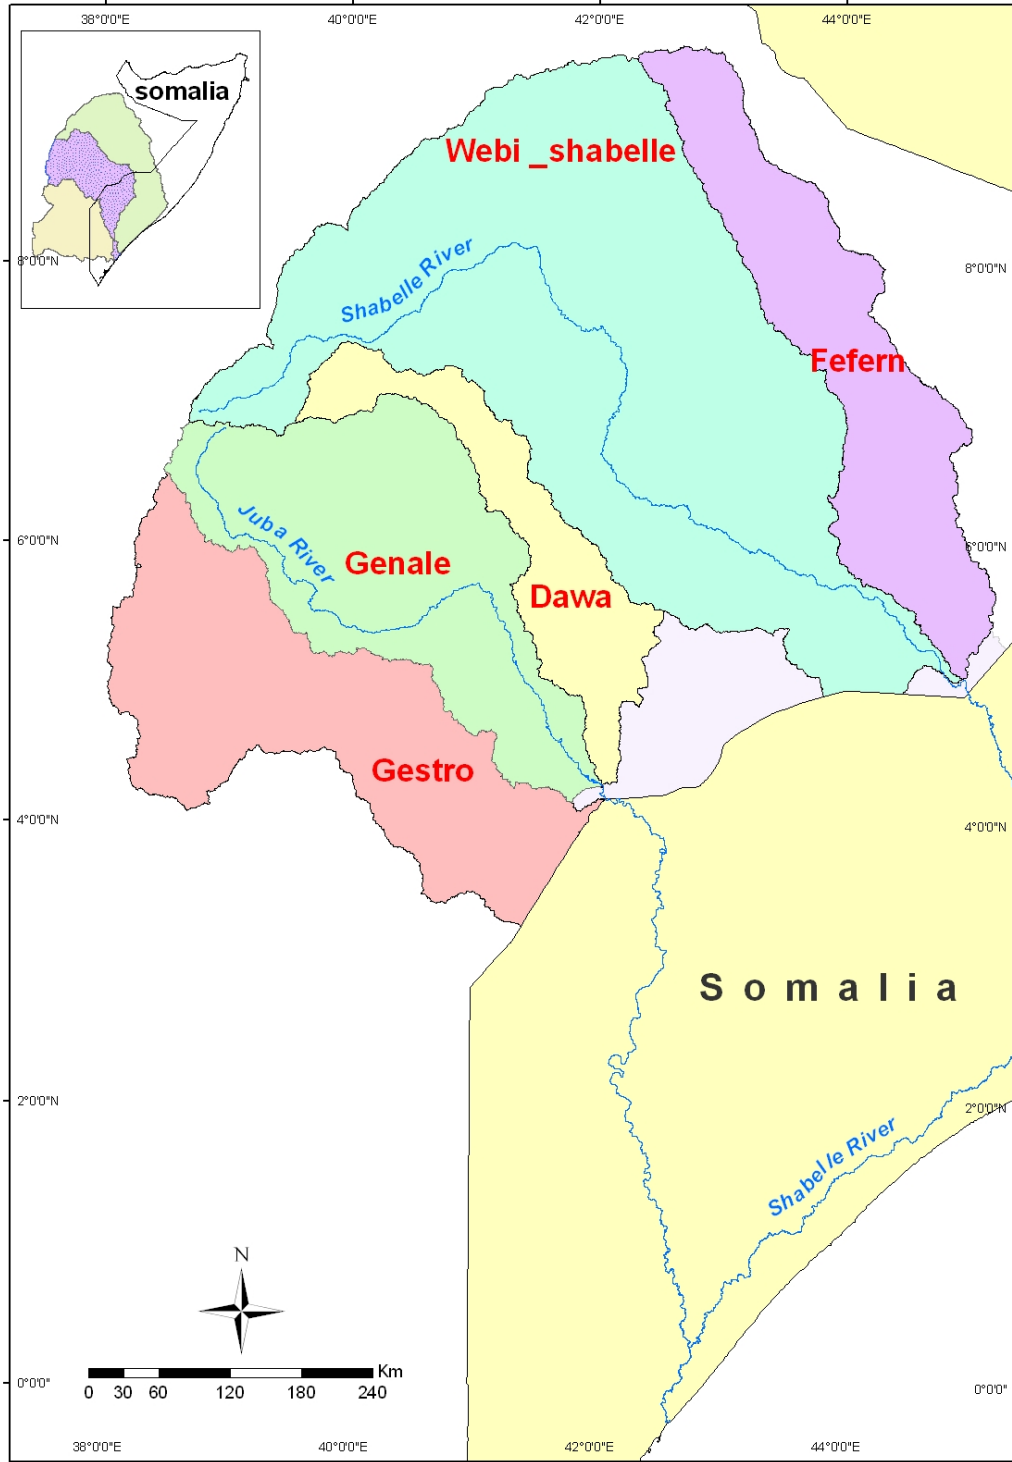 38°0'0"E 40°0'0"E 42°0'0"E 44°0'0"E
somalia
Webi _shabelle
8°0'0"N 8°0'0"N
Shabelle River
Fefern
6°0'0"N 6°0'0"N
Juba River
Genale
Dawa
Gestro
4°0'0"N 4°0'0"N
Somalia
2°0'0"N 2°0'0"N
Shabelle River
N
Km
0 30 60 120 180 240
0°0'0" 0°0'0"
38°0'0"E 40°0'0"E 42°0'0"E 44°0'0"E